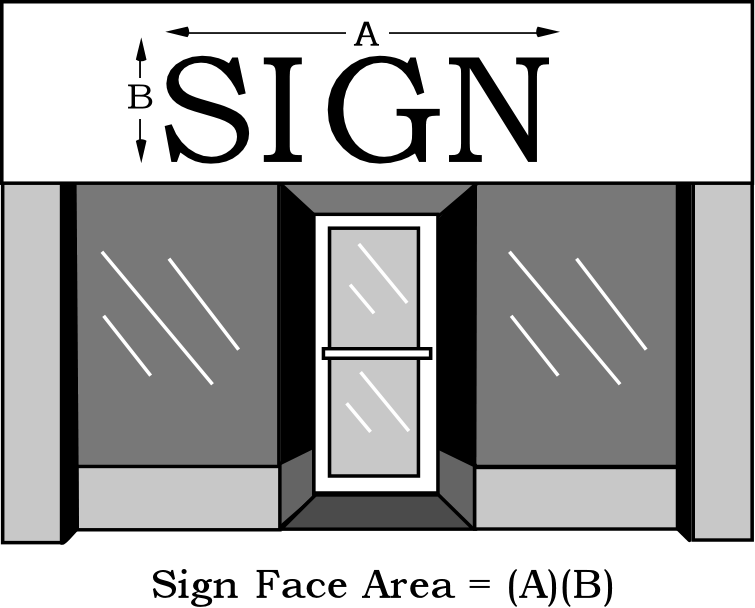 A
B
SIGN
Sign Face Area = (A)(B)